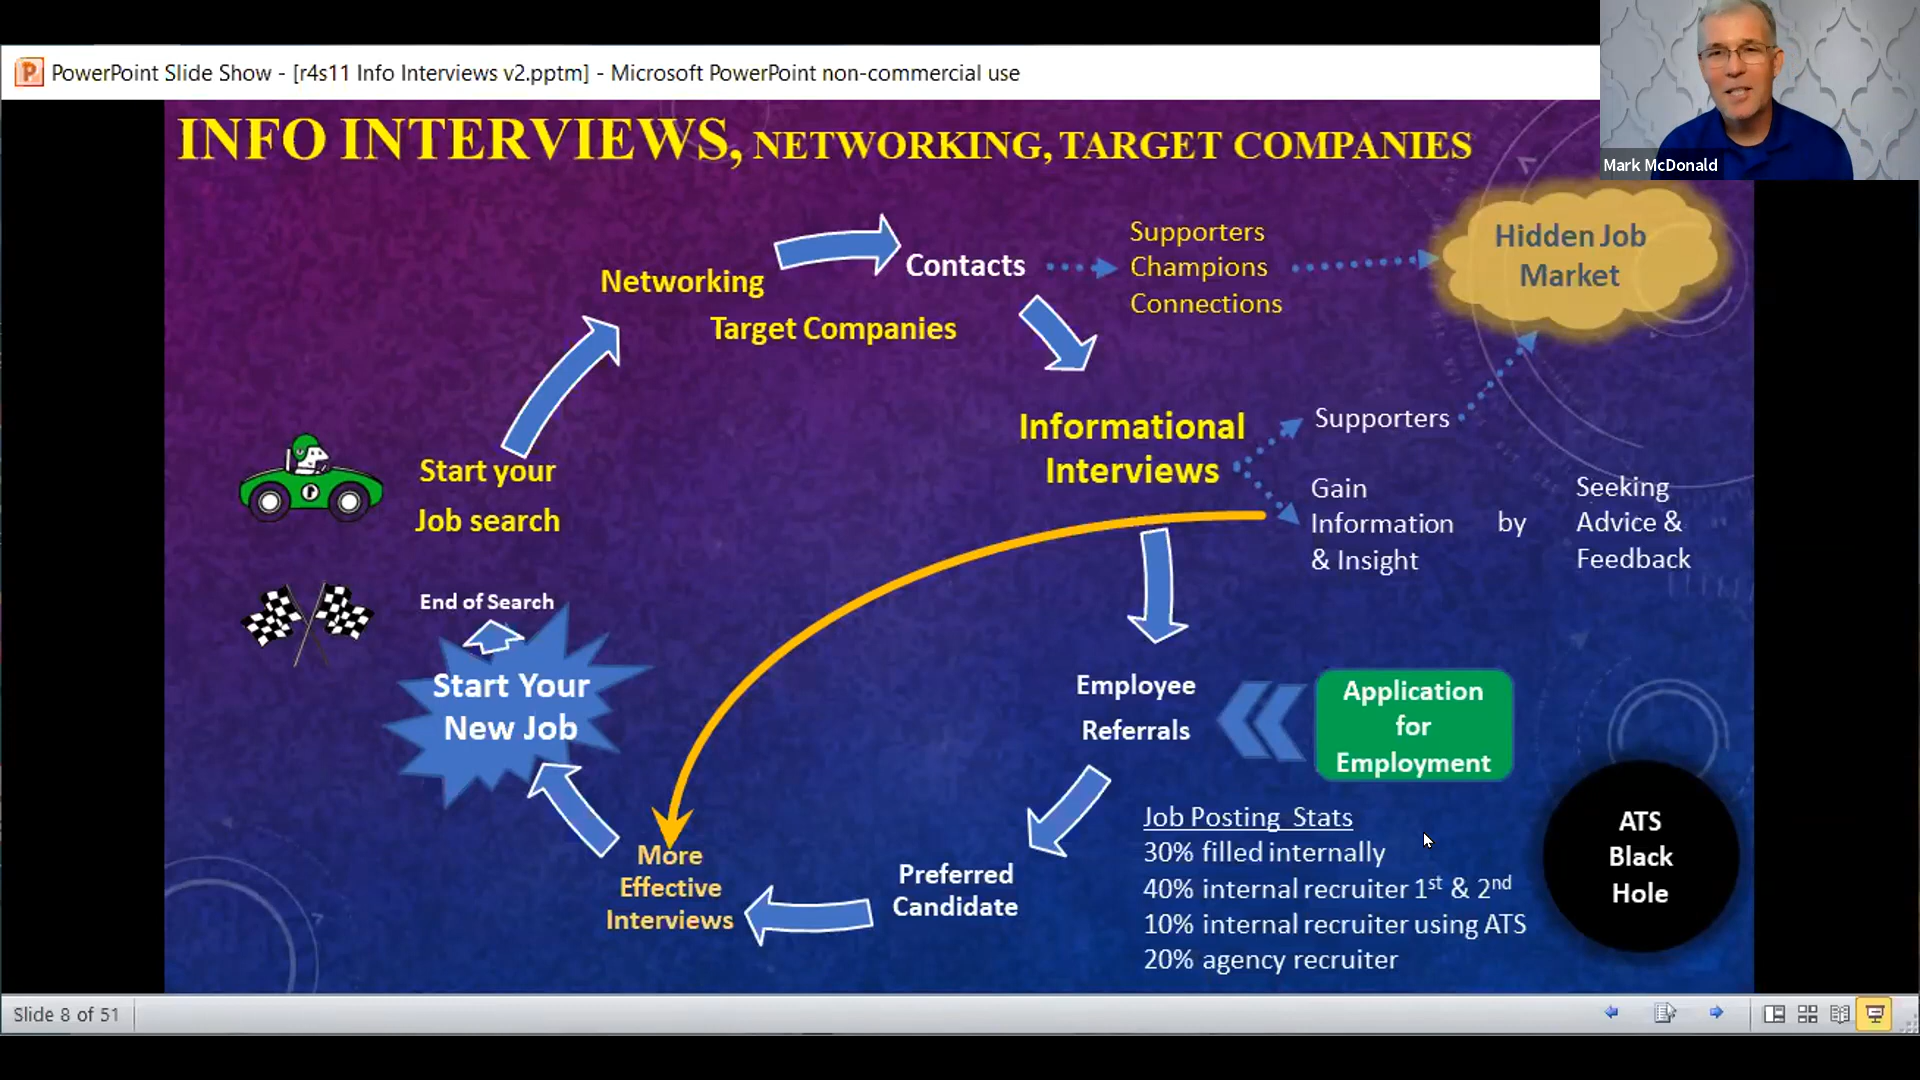 PowerPoint Slide Show - [r4s11 Info Interviews v2.pptm] - Microsoft PowerPoint non-commercial use
Mark McDonald
INFO INTERVIEWS, NETWORKING, TARGET COMPANIES
Networking
Target Companies
Contacts
Supporters
Champions
Connections
Hidden Job
Market
Start your
Job search
Informational
Interviews
Supporters
Gain
Information
& Insight
by
Seeking
Advice &
Feedback
End of Search
Start Your
New Job
Employee
Referrals
Application
for
Employment
More
Effective
Interviews
Preferred
Candidate
Job Posting Stats
30% filled internally
40% internal recruiter 1st & 2nd
10% internal recruiter using ATS
20% agency recruiter
ATS
Black
Hole
Slide 8 of 51